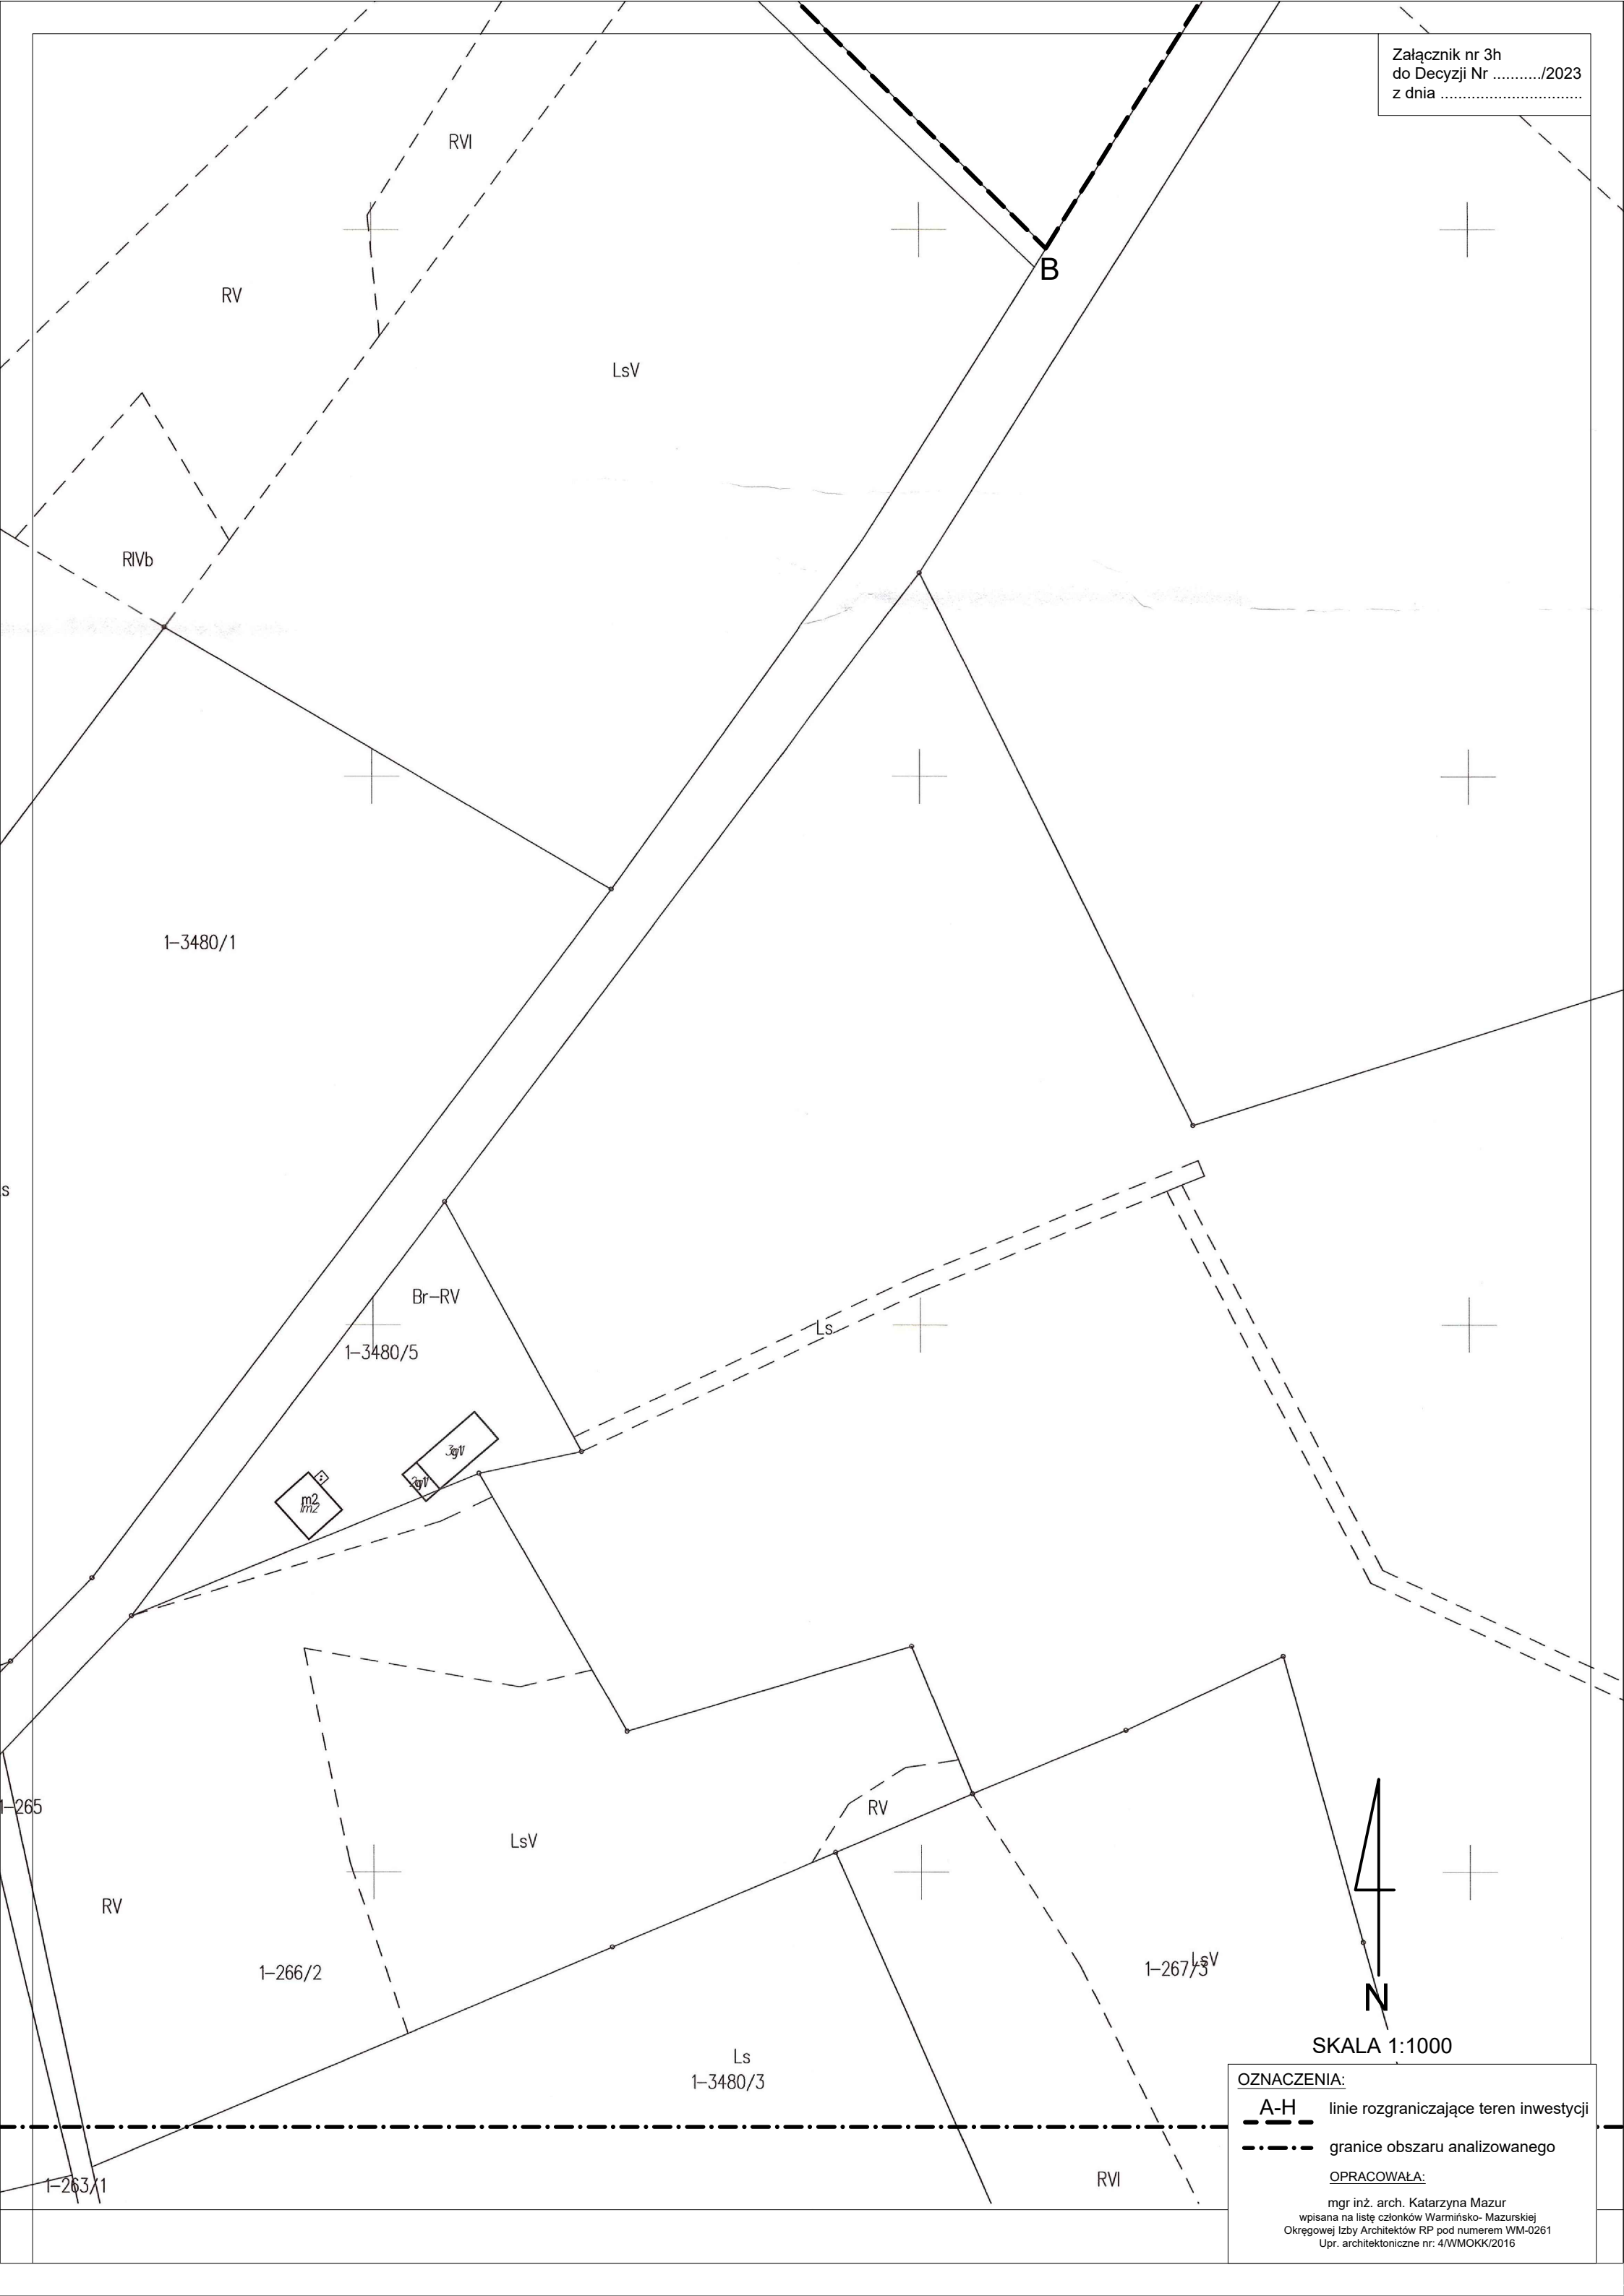 Załącznik nr 3h
do Decyzji Nr .........../2023
z dnia ................................
RVI
B
RV
LsV
RIVb
1-3480/1
s
Br-RV
Ls
1-3480/5
m2
1-265
RV
LsV
RV
1-266/2
LsV
1-267/3
N
SKALA 1:1000
Ls
1-3480/3
OZNACZENIA:
A-H linie rozgraniczające teren inwestycji
granice obszaru analizowanego
OPRACOWAŁA:
1-263/1
RVI
mgr inż. arch. Katarzyna Mazur
wpisana na listę członków Warmińsko- Mazurskiej
Okręgowej Izby Architektów RP pod numerem WM-0261
Upr. architektoniczne nr: 4/WMOKK/2016